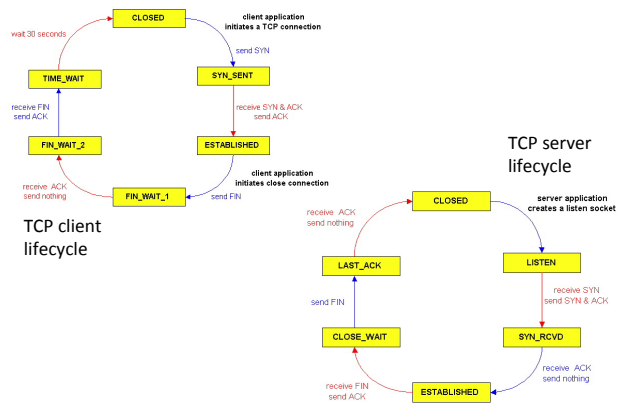 CLOSED
client application
initiates a TCP connection
send SYN
SYN_SENT
receive SYN & ACK
send ACK
ESTABLISHED
client application
initiates close connection
send FIN
FIN_WAIT_1
receive ACK
send nothing
FIN_WAIT_2
receive FIN
send ACK
TIME_WAIT
wait 30 seconds
TCP client
lifecycle
TCP server
lifecycle
CLOSED
server application
creates a listen socket
LISTEN
receive SYN
send SYN & ACK
SYN_RCVD
receive ACK
send nothing
ESTABLISHED
receive FIN
send ACK
CLOSE_WAIT
send FIN
LAST_ACK
receive ACK
send nothing